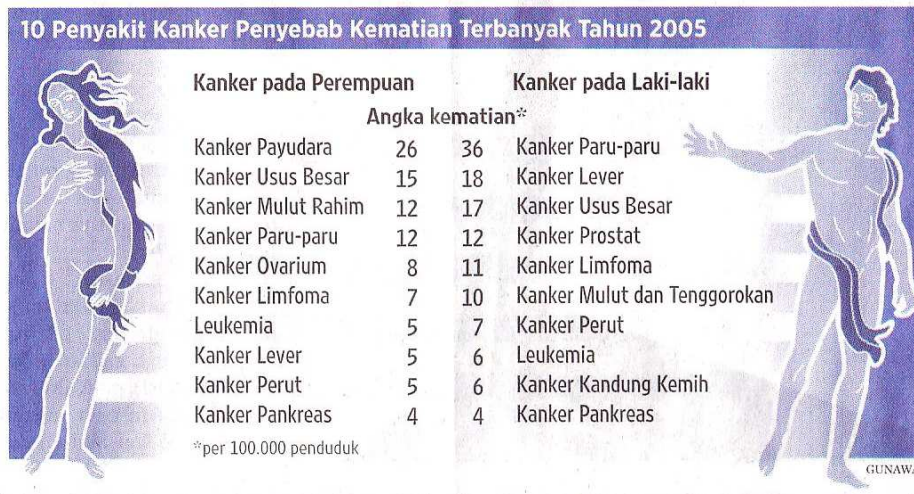 10 Penyakit Kanker Penyebab Kematian Terbanyak Tahun 2005
Kanker pada Perempuan Kanker pada Laki-laki
Angka kematian*
Kanker Payudara 26 36 Kanker Paru-paru
Kanker Usus Besar 15 18 Kanker Lever
Kanker Mulut Rahim 12 17 Kanker Usus Besar
Kanker Paru-paru 12 12 Kanker Prostat
Kanker Ovarium 8 11 Kanker Limfoma
Kanker Limfoma 7 10 Kanker Mulut dan Tenggorokan
Leukemia 5 7 Kanker Perut
Kanker Lever 5 6 Leukemia
Kanker Perut 5 6 Kanker Kandung Kemih
Kanker Pankreas 4 4 Kanker Pankreas
*per 100.000 penduduk
GUNAWA